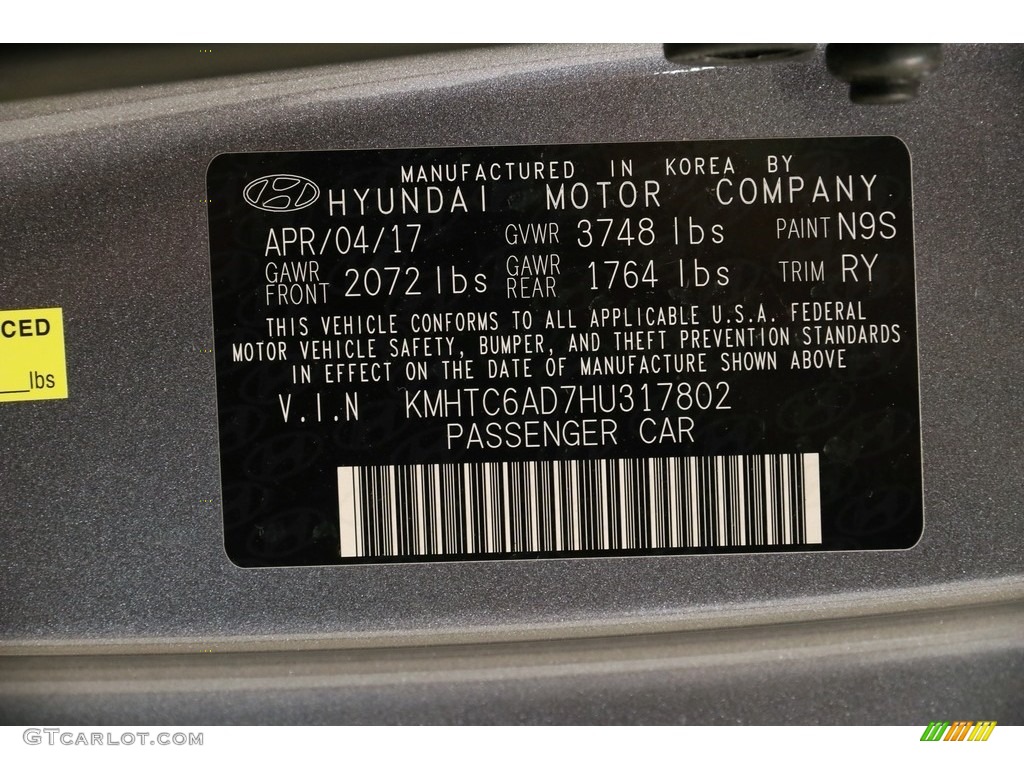 MANUFACTURED IN KOREA BY
HYUNDAI MOTOR COMPANY
APR/04/17 GVWR 3748 lbs PAINT N9S
GAWR FRONT 2072 lbs GAWR REAR 1764 lbs TRIM RY
THIS VEHICLE CONFORMS TO ALL APPLICABLE U.S.A. FEDERAL
MOTOR VEHICLE SAFETY, BUMPER, AND THEFT PREVENTION STANDARDS
IN EFFECT ON THE DATE OF MANUFACTURE SHOWN ABOVE
V.I.N KMHTC6AD7HU317802
PASSENGER CAR
CED
lbs
GTCARLOT.COM